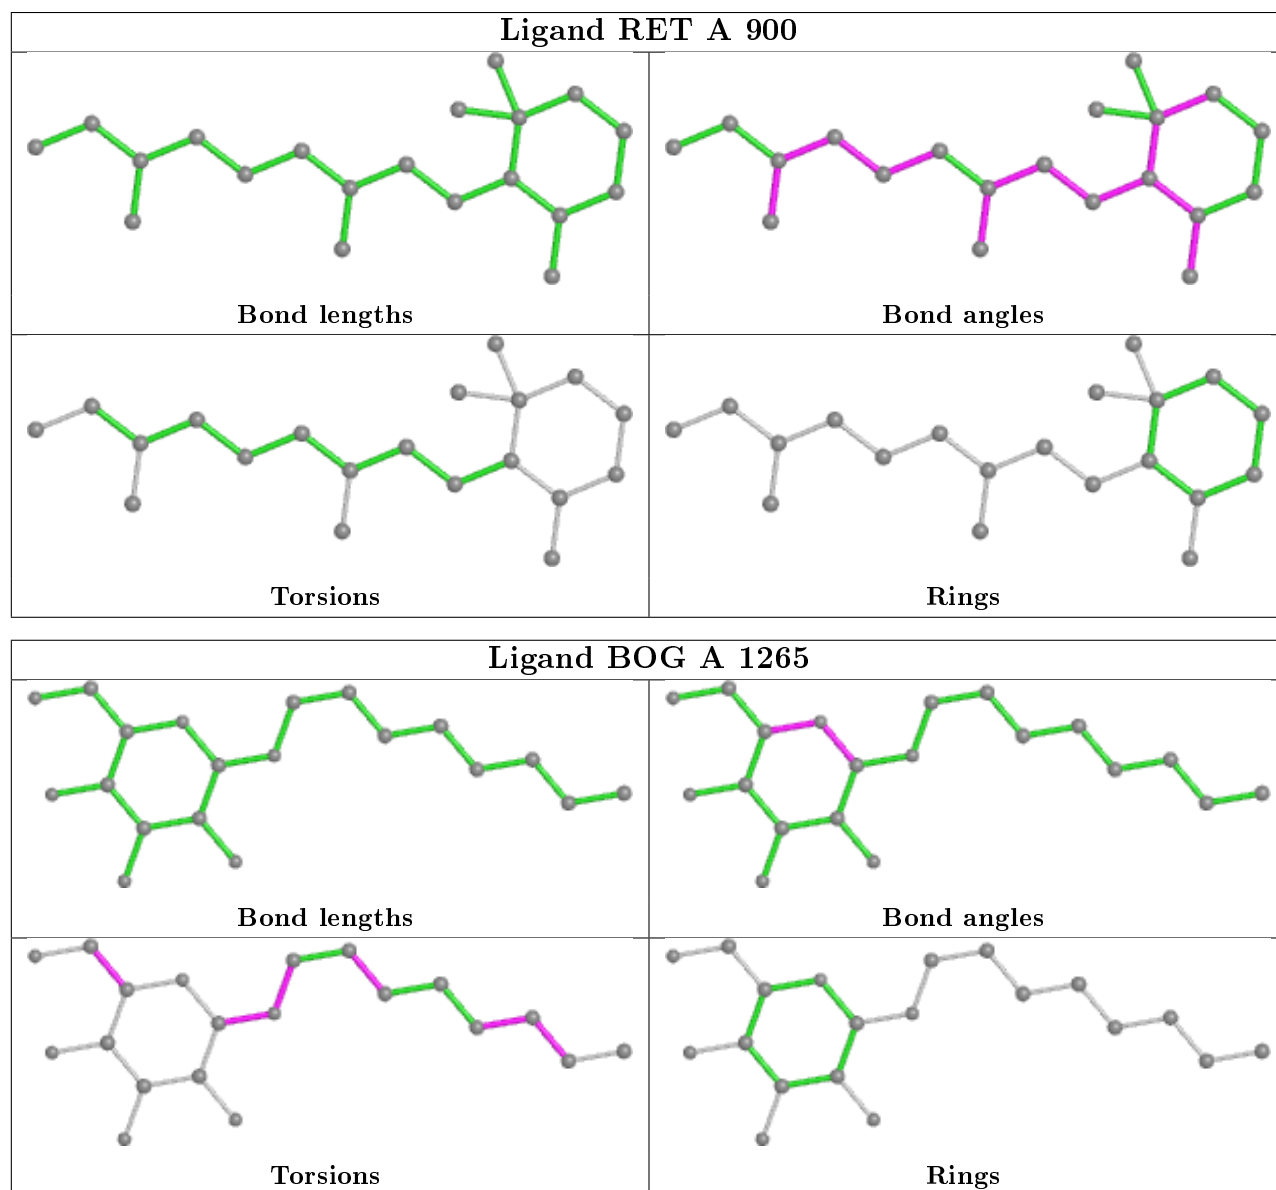 Ligand RET A 900
Bond lengths
Bond angles
Torsions
Rings
Ligand BOG A 1265
Bond lengths
Bond angles
Torsions
Rings